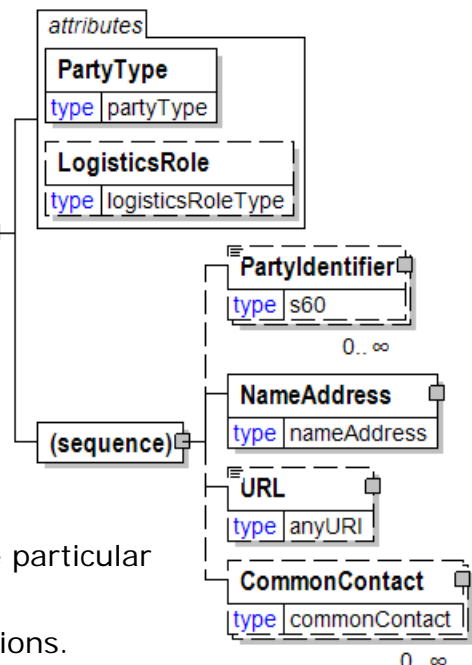 attributes
PartyType
type partyType
LogisticsRole
type logisticsRoleType
PartyIdentifier
type s60
0.. ∞
NameAddress
type nameAddress
(sequence)
URL
type anyURI
particular
CommonContact
type commonContact
ions.
0.. ∞